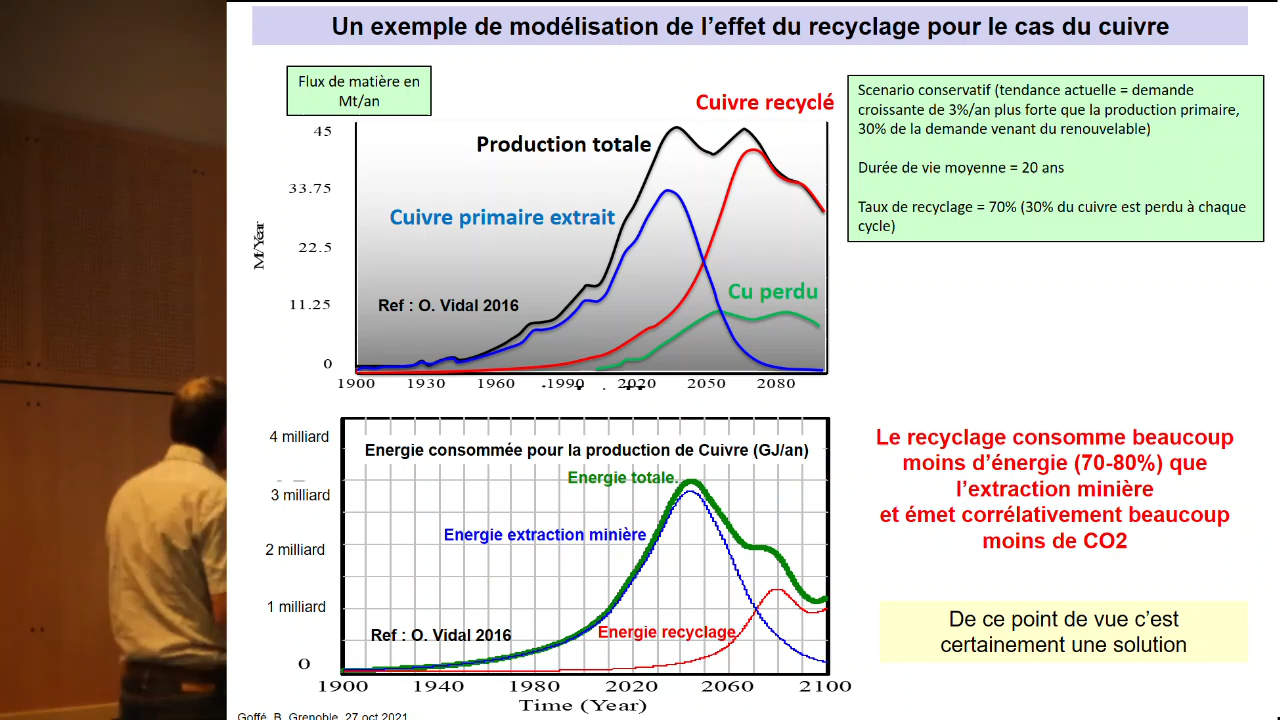 Un exemple de modélisation de l'effet du recyclage pour le cas du cuivre
Flux de matière en
Mt/an
Cuivre recyclé
Production totale
Cuivre primaire extrait
Cu perdu
Ref : O. Vidal 2016
Mt/Year
45
33.75
22.5
11.25
0
1900 1930 1960 1990 2020 2050 2080
Scenario conservatif (tendance actuelle = demande
croissante de 3%/an plus forte que la production primaire,
30% de la demande venant du renouvelable)
Durée de vie moyenne = 20 ans
Taux de recyclage = 70% (30% du cuivre est perdu à chaque
cycle)
Energie consommée pour la production de Cuivre (GJ/an)
Energie totale.
Energie extraction minière
Energie recyclage
Ref : O. Vidal 2016
4 milliard
3 milliard
2 milliard
1 milliard
0
1900 1940 1980 2020 2060 2100
Time (Year)
Le recyclage consomme beaucoup
moins d'énergie (70-80%) que
l'extraction minière
et émet corrélativement beaucoup
moins de CO2
De ce point de vue c'est
certainement une solution
Goffé, B. Grenoble, 27 oct 2021